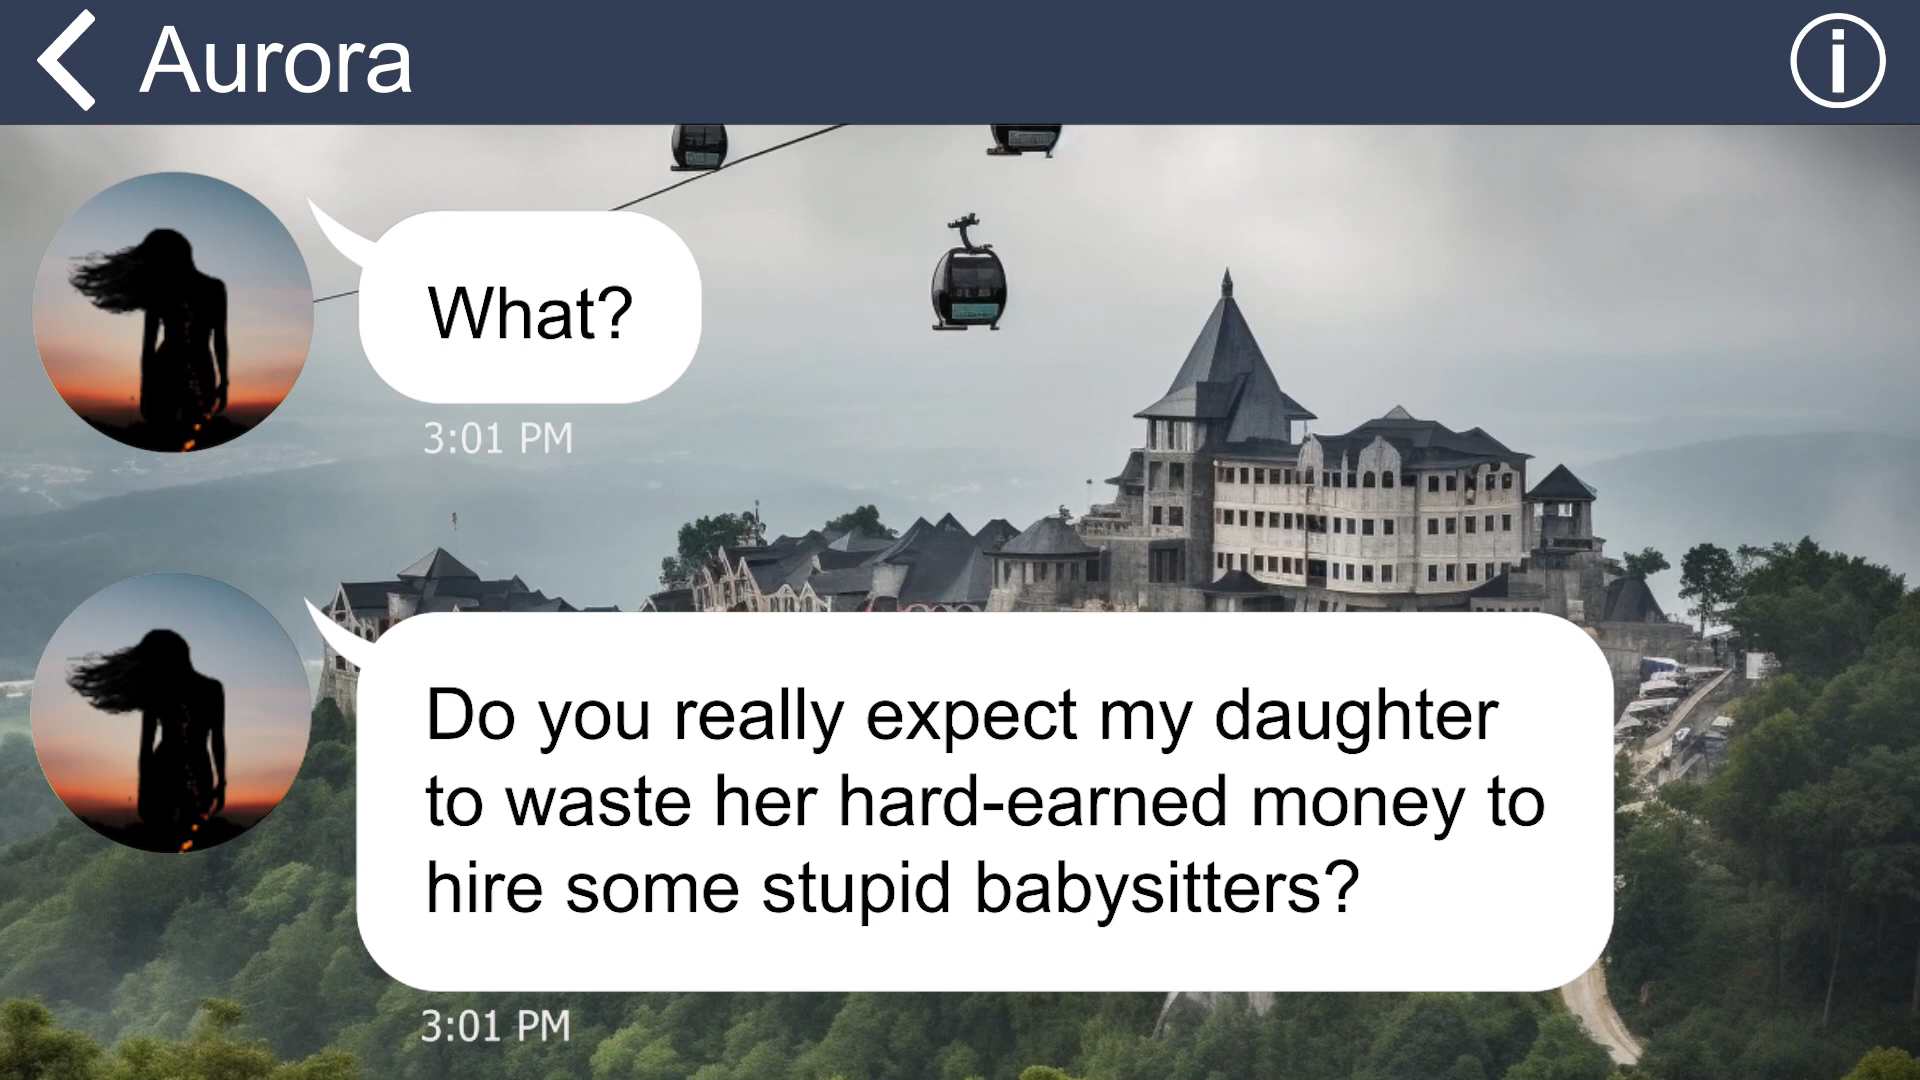 Aurora
What?
3:01 PM
Do you really expect my daughter
to waste her hard-earned money to
hire some stupid babysitters?
3:01 PM